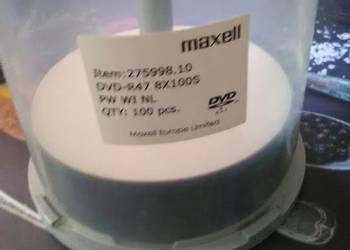 maxell
Item:275998.10
DVD-R47 8X100S
PW WI NL
QTY: 100 pcs.
DVD
Maxell Europe Limited